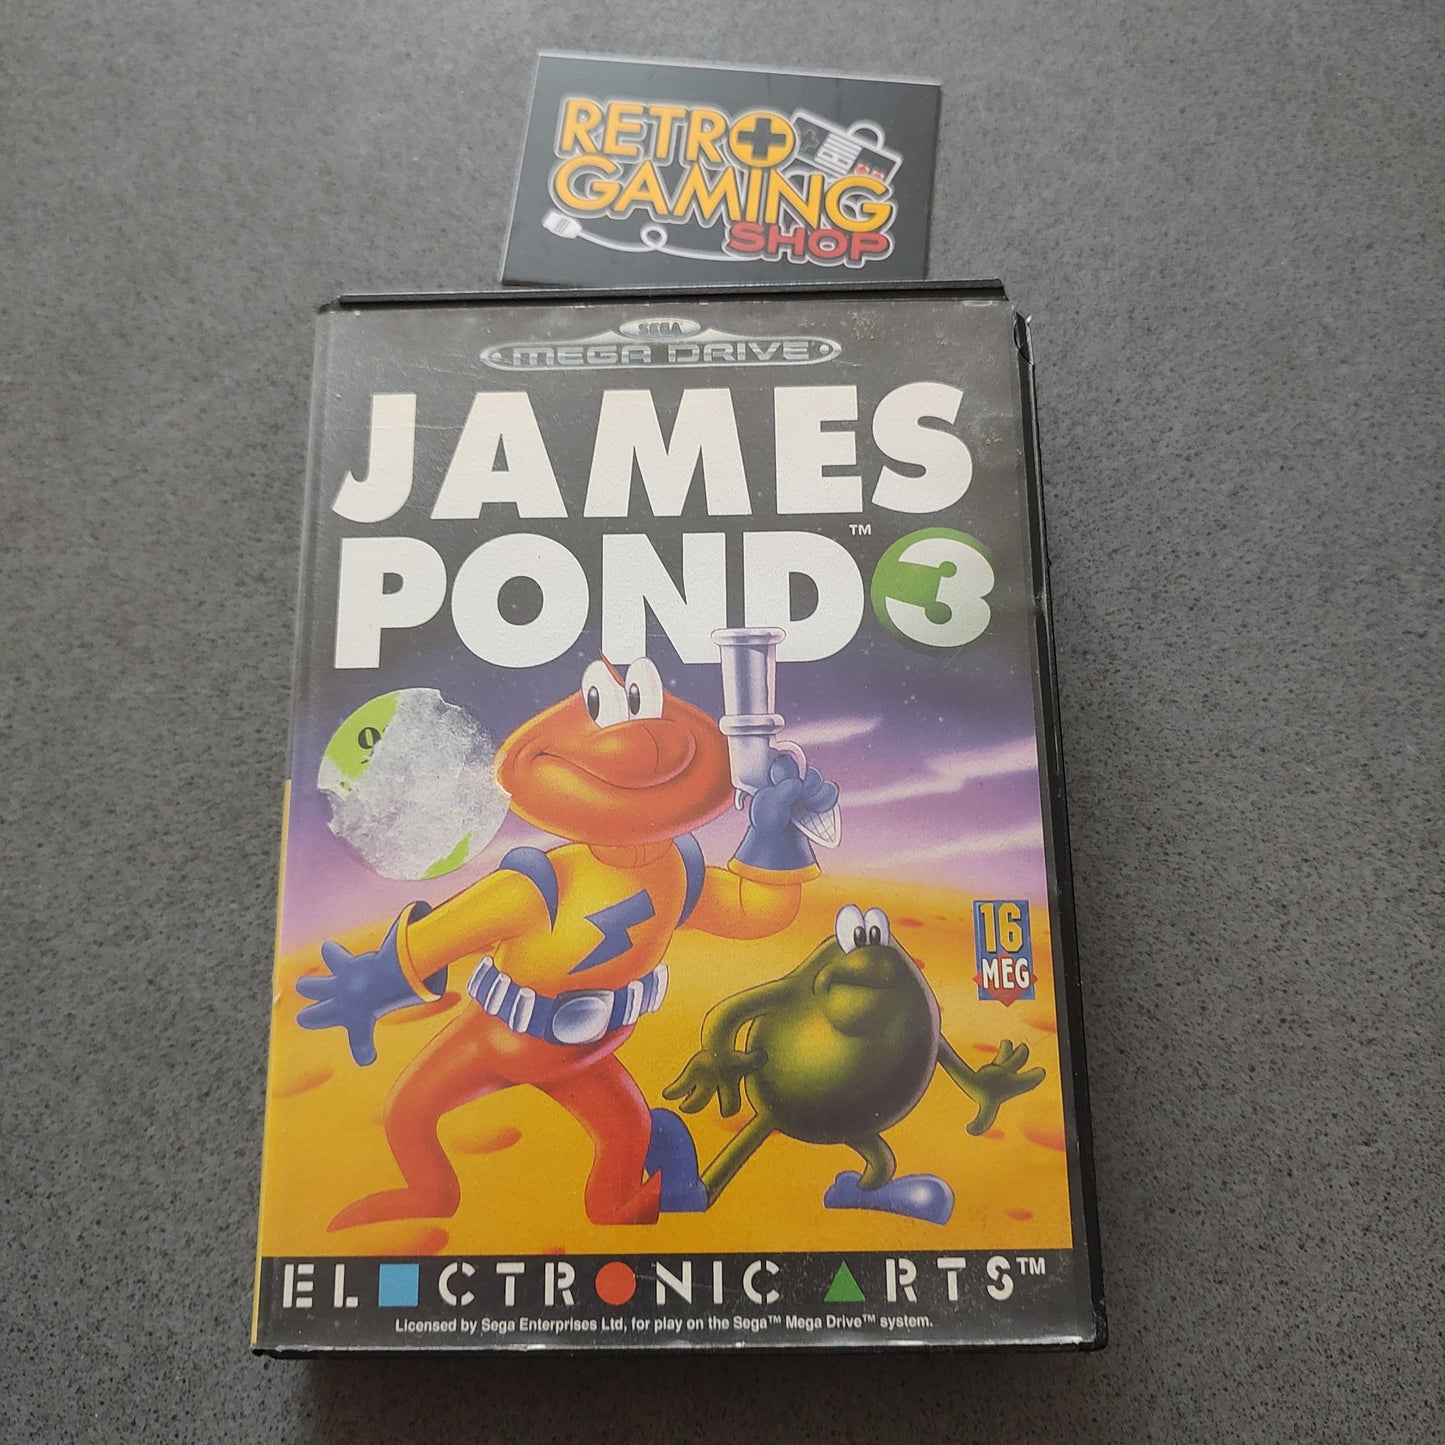 RETRO
GAMING
SHOP
SEGA
MEGA DRIVE
JAMES
POND™ 3
9
16
MEG
ELECTRONIC ARTS™
Licensed by Sega Enterprises Ltd, for play on the Sega™ Mega Drive™ system.